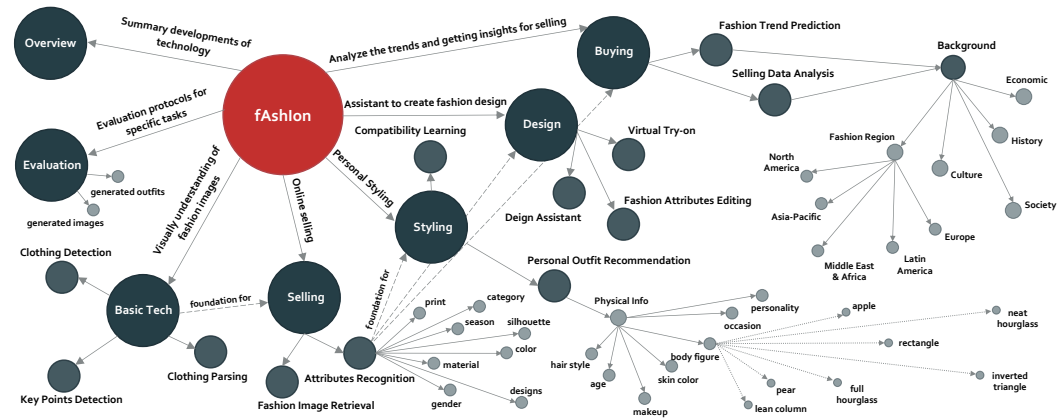 Overview
Summary developments of
technology
fAshIon
Analyze the trends and getting insights for selling
Buying
Fashion Trend Prediction
Selling Data Analysis
Background
Economic
History
Society
Culture
Fashion Region
North
America
Asia-Pacific
Middle East
& Africa
Latin
America
Europe
Evaluation protocols for
specific tasks
Evaluation
generated outfits
generated images
Assistant to create fashion design
Design
Virtual Try-on
Fashion Attributes Editing
Deign Assistant
Compatibility Learning
Personal Styling
Styling
Personal Outfit Recommendation
Physical Info
personality
occasion
body figure
skin color
makeup
age
hair style
apple
neat
hourglass
rectangle
inverted
triangle
full
hourglass
pear
lean column
Visually understanding of
fashion images
Online selling
Clothing Detection
Basic Tech
foundation for
Selling
foundation for
Key Points Detection
Clothing Parsing
Fashion Image Retrieval
Attributes Recognition
print
category
season
silhouette
color
material
designs
gender